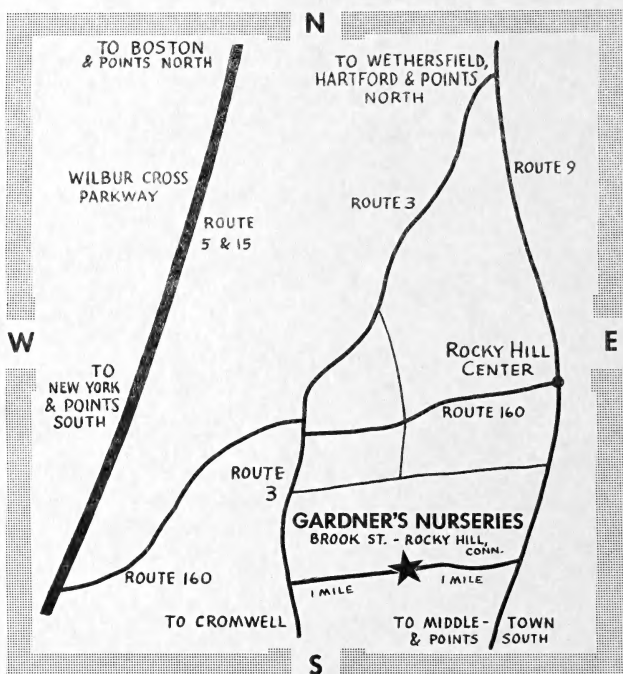 N
TO BOSTON
& POINTS NORTH
TO WETHERSFIELD,
HARTFORD & POINTS
NORTH
WILBUR CROSS
PARKWAY
ROUTE
5 & 15
ROUTE 3
ROUTE 9
W
E
TO
NEW YORK
& POINTS
SOUTH
ROCKY HILL
CENTER
ROUTE 160
ROUTE
3
GARDNER'S NURSERIES
BROOK ST. - ROCKY HILL,
CONN.
ROUTE 160
1 MILE
1 MILE
TO CROMWELL
TO MIDDLE- TOWN
& POINTS SOUTH
S